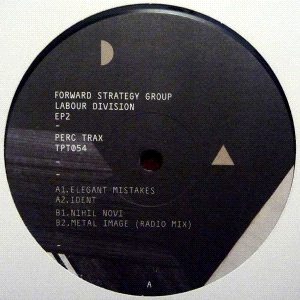 FORWARD STRATEGY GROUP
LABOUR DIVISION
EP2
-
PERC TRAX
TPT054
-
A1.ELEGANT MISTAKES
A2.IDENT
-
B1.NIHIL NOVI
B2.METAL IMAGE (RADIO MIX)
A